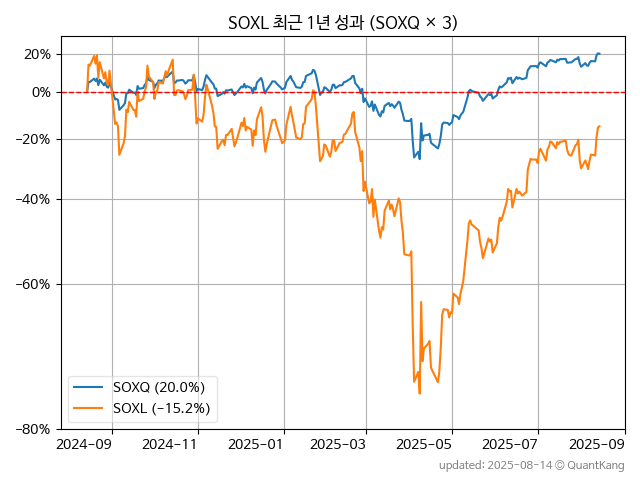 SOXL 최근 1년 성과 (SOXQ × 3)
20%
0%
−20%
−40%
−60%
−80%
SOXQ (20.0%)
SOXL (−15.2%)
2024-09 2024-11 2025-01 2025-03 2025-05 2025-07 2025-09
updated: 2025-08-14 © QuantKang